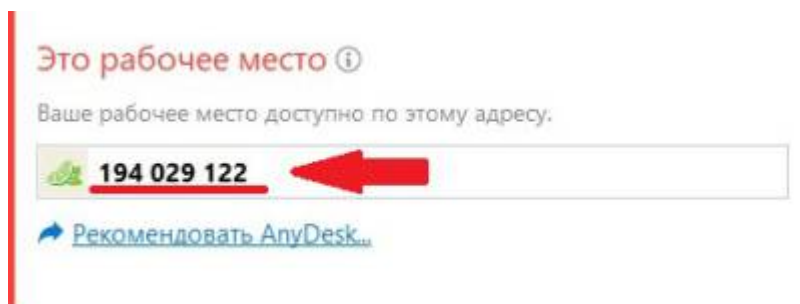 Это рабочее место
Ваше рабочее место доступно по этому адресу.
194 029 122
Рекомендовать AnyDesk...